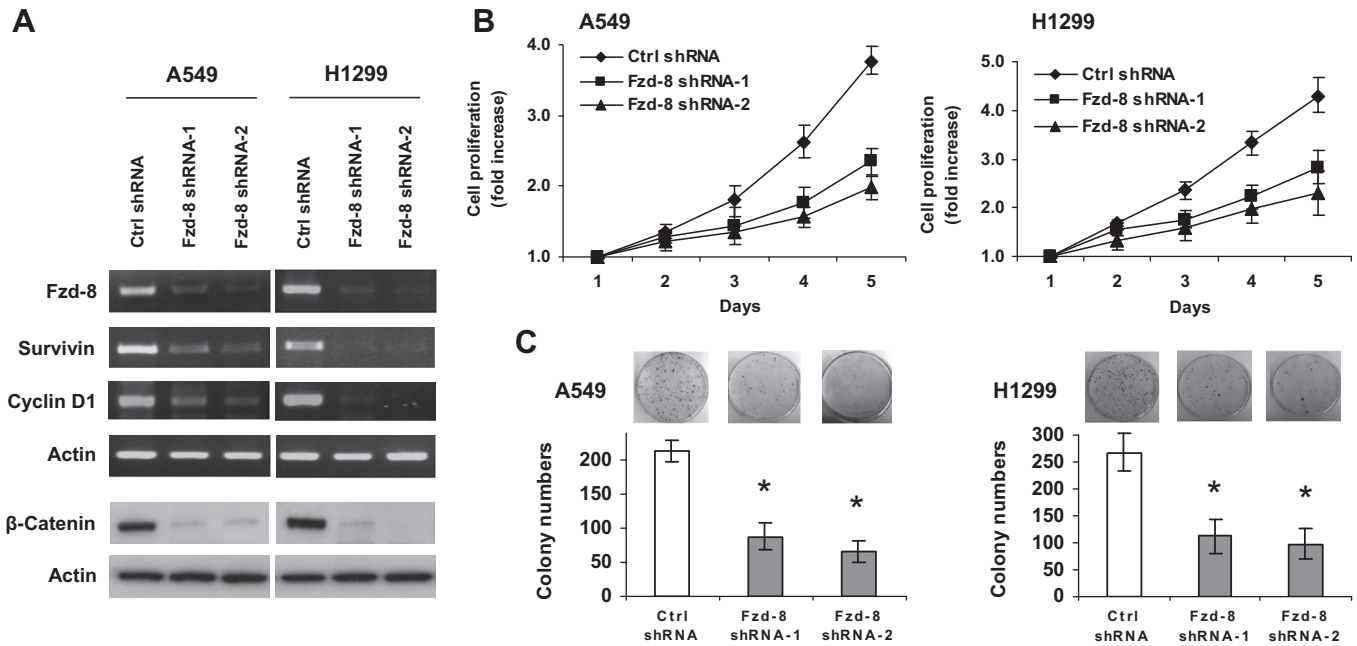 A
A549
H1299
Ctrl shRNA
Fzd-8 shRNA-1
Fzd-8 shRNA-2
Ctrl shRNA
Fzd-8 shRNA-1
Fzd-8 shRNA-2
Fzd-8
Survivin
Cyclin D1
Actin
β-Catenin
Actin
B
A549
Cell proliferation
(fold increase)
4.0
3.0
2.0
1.0
Ctrl shRNA
Fzd-8 shRNA-1
Fzd-8 shRNA-2
1 2 3 4 5
Days
H1299
Cell proliferation
(fold increase)
5.0
4.0
3.0
2.0
1.0
Ctrl shRNA
Fzd-8 shRNA-1
Fzd-8 shRNA-2
1 2 3 4 5
Days
C
A549
Colony numbers
200
150
100
50
0
* *
Ctrl Fzd-8 Fzd-8
shRNA shRNA-1 shRNA-2
H1299
Colony numbers
300
250
200
150
100
50
0
* *
Ctrl Fzd-8 Fzd-8
shRNA shRNA-1 shRNA-2